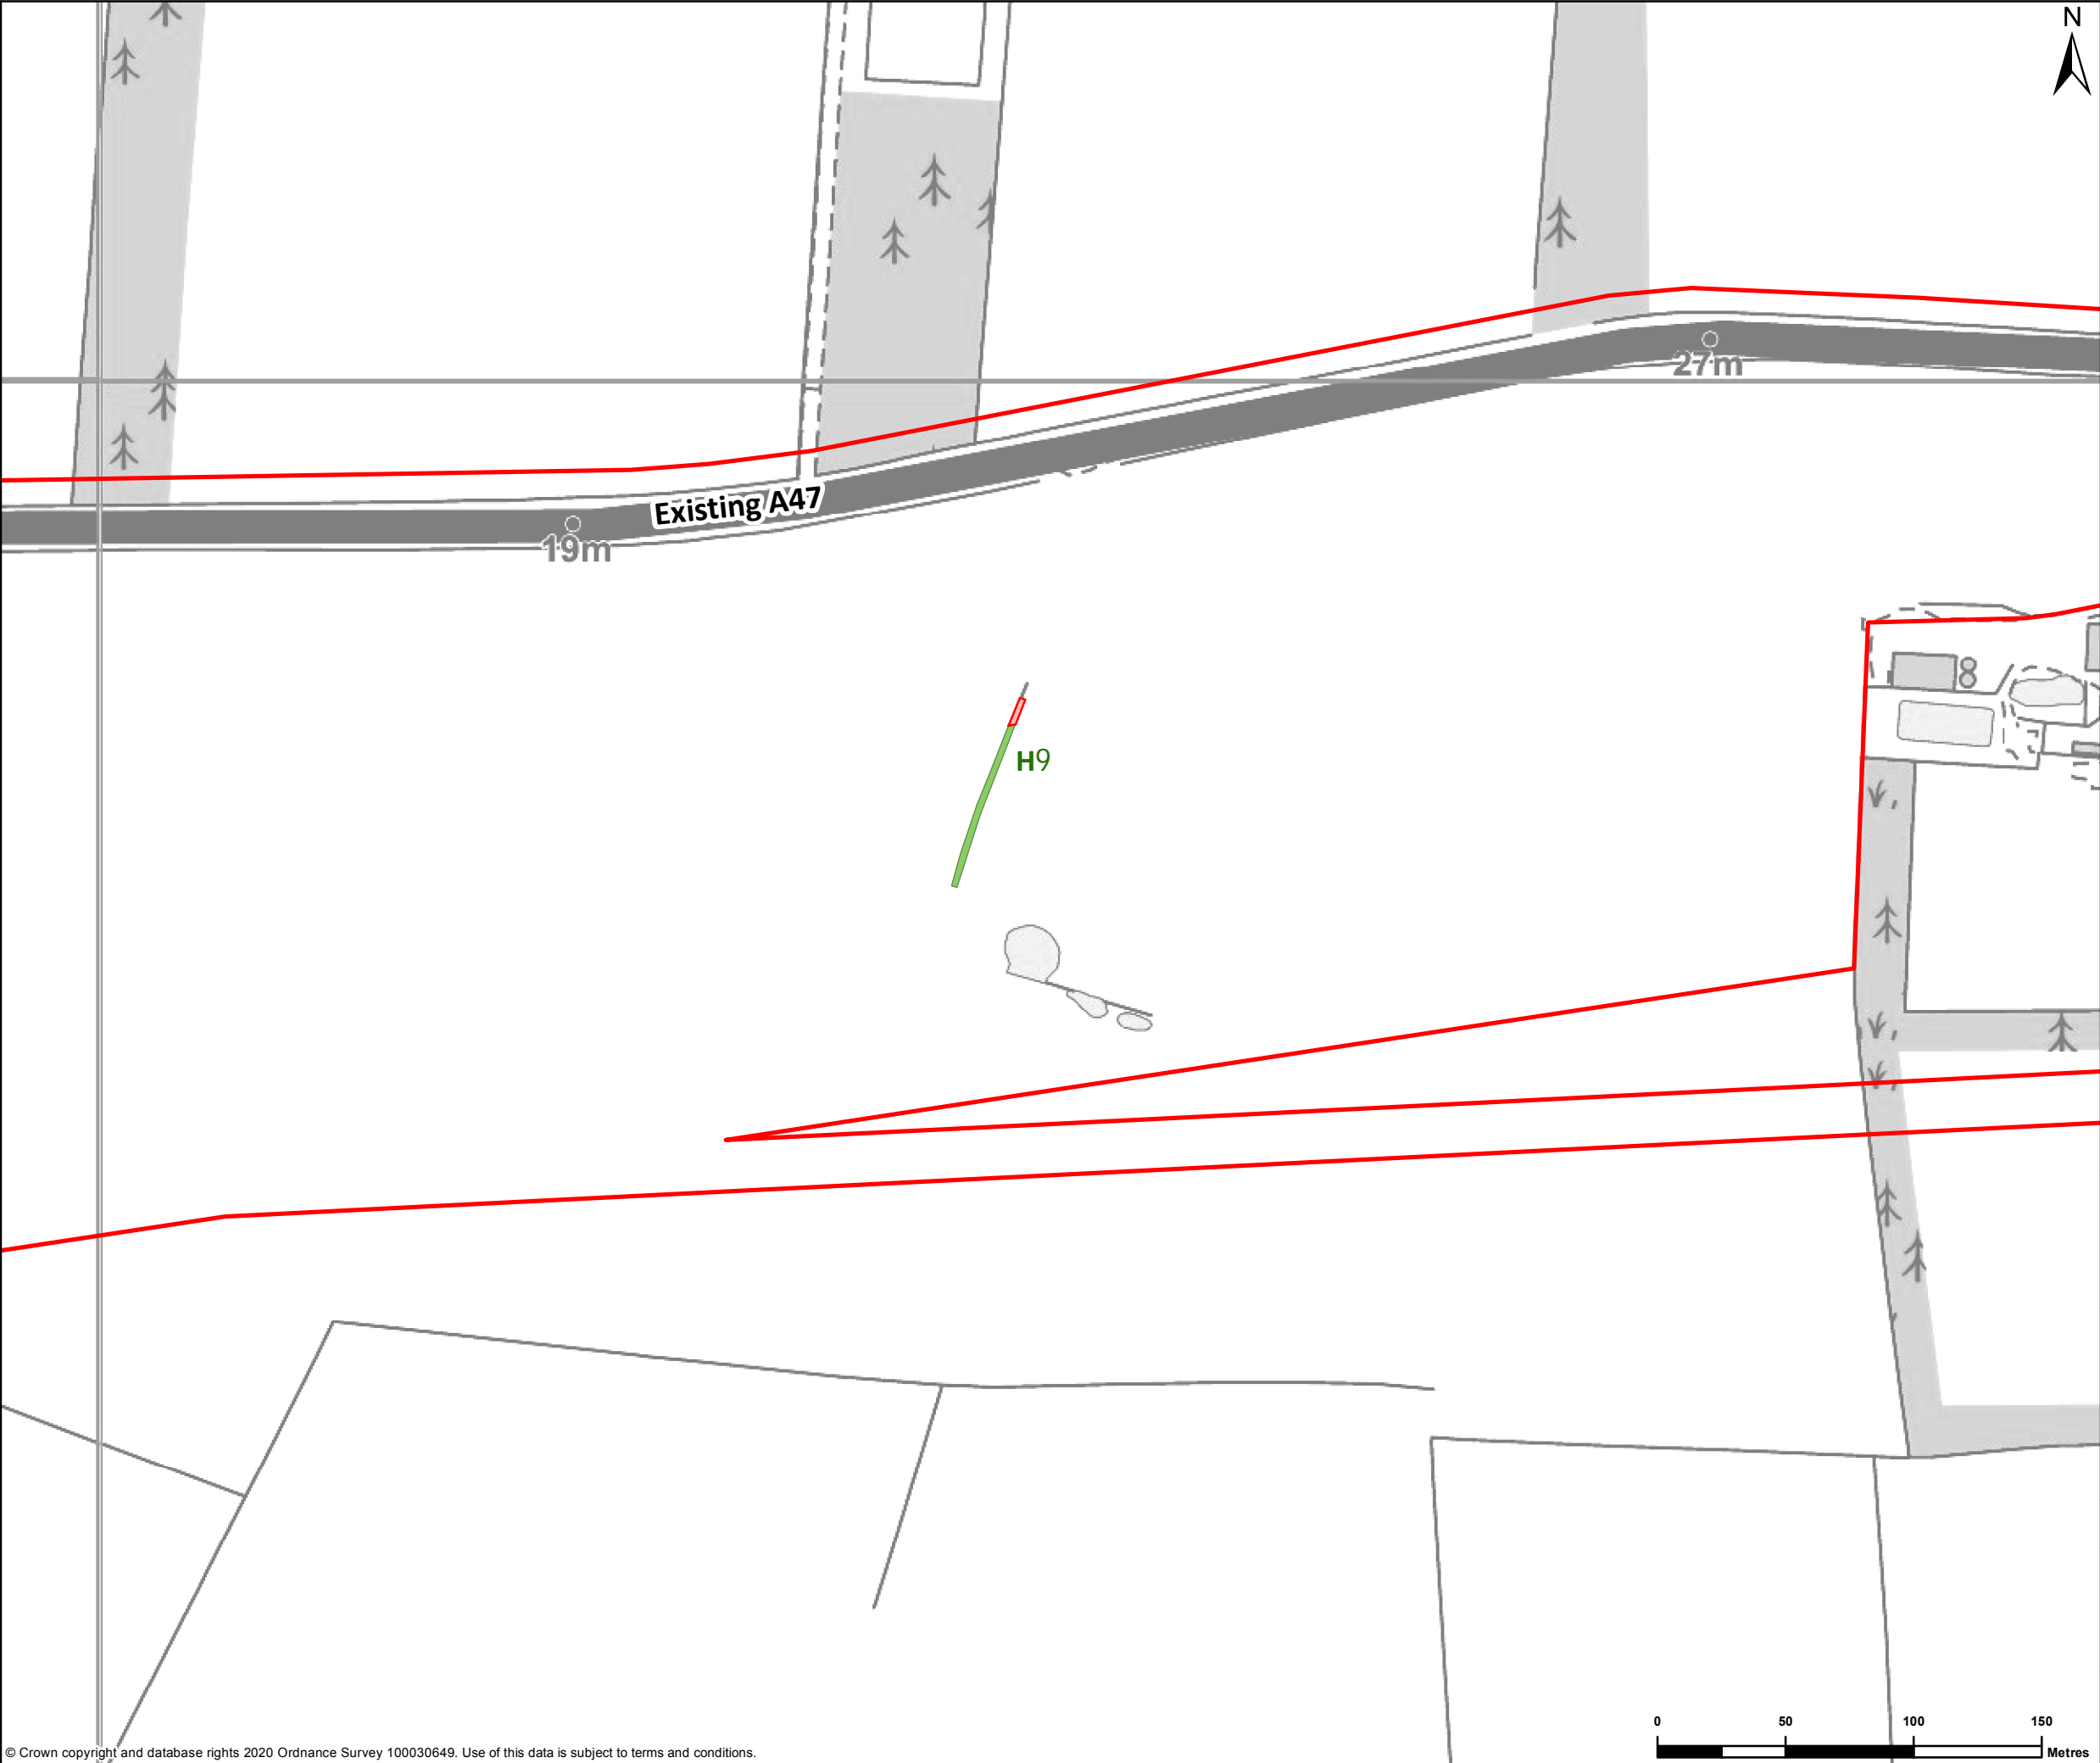 N
27m
Existing A47
19m
H9
0 50 100 150
Metres
© Crown copyright and database rights 2020 Ordnance Survey 100030649. Use of this data is subject to terms and conditions.